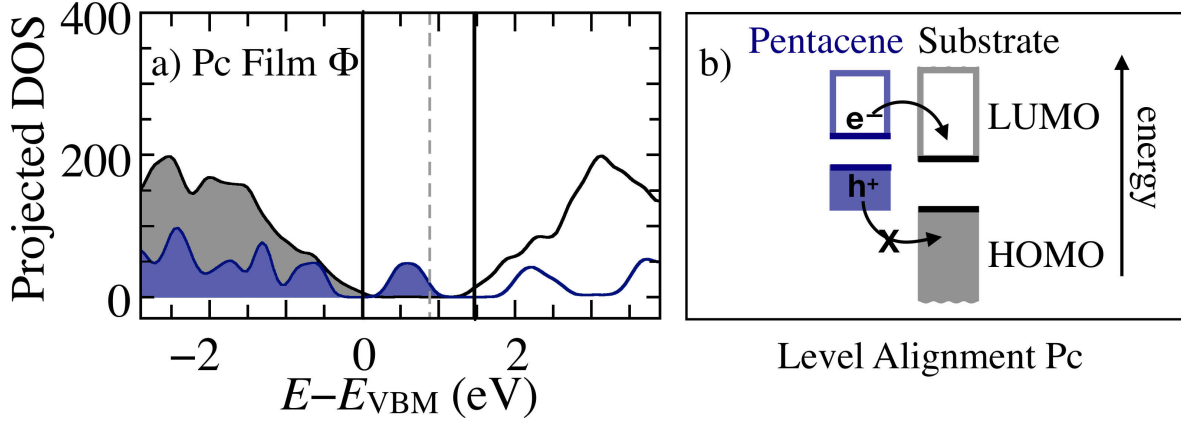 400
200
0
Projected DOS
a) Pc Film Φ
−2
0
2
E−E_VBM (eV)
b)
Pentacene Substrate
e−
LUMO
h+
X
HOMO
energy
Level Alignment Pc